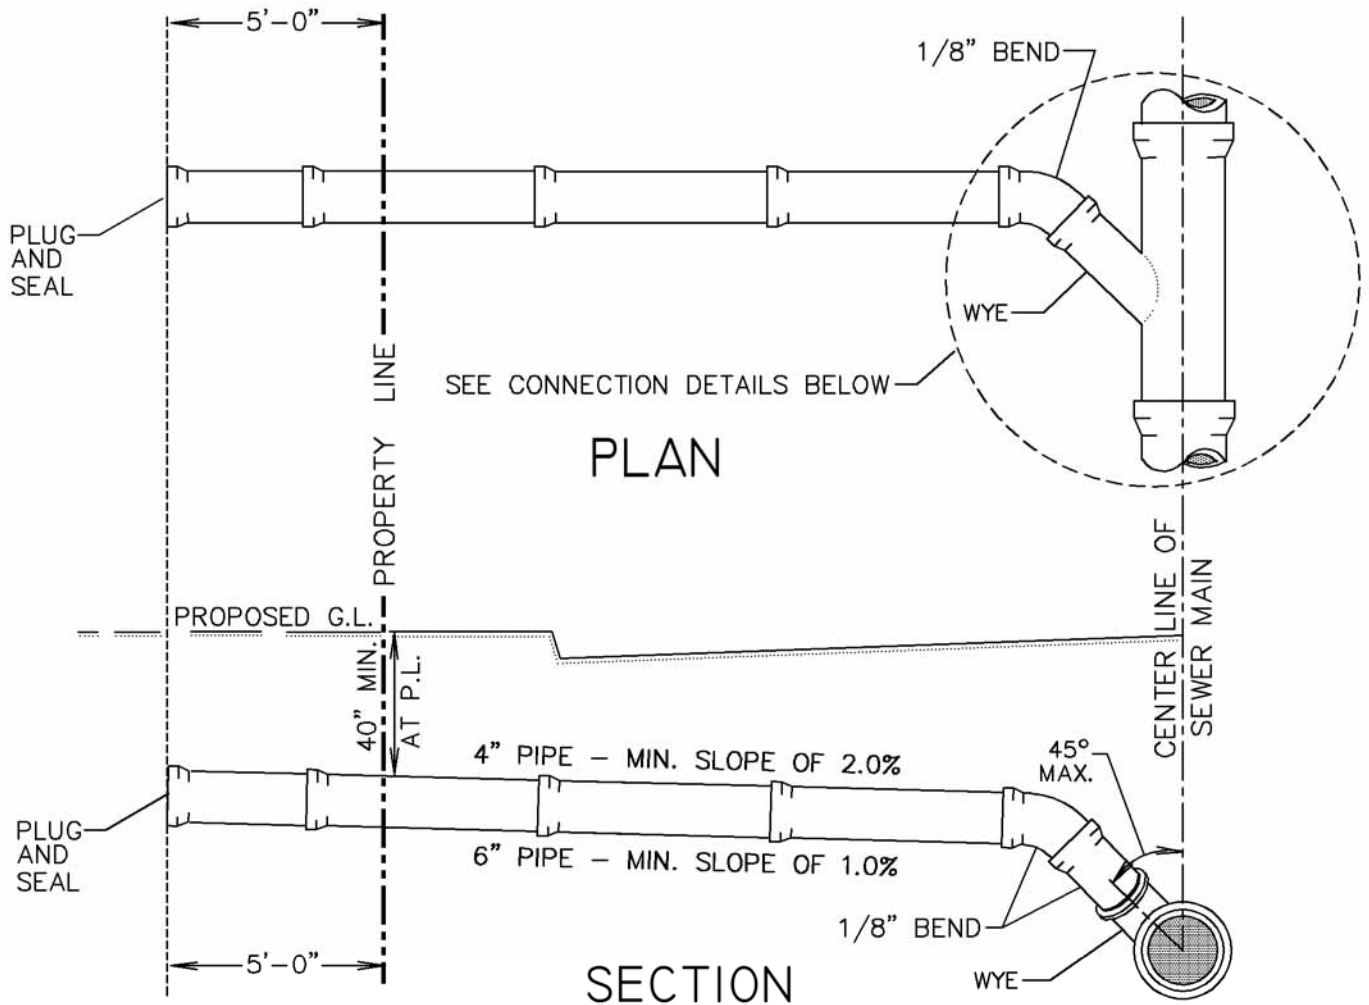 5'-0"
1/8" BEND
PLUG
AND
SEAL
WYE
SEE CONNECTION DETAILS BELOW
PLAN
PROPERTY LINE
CENTER LINE OF
SEWER MAIN
PROPOSED G.L.
40" MIN.
AT P.L.
4" PIPE – MIN. SLOPE OF 2.0%
45°
MAX.
PLUG
AND
SEAL
6" PIPE – MIN. SLOPE OF 1.0%
1/8" BEND
5'-0"
WYE
SECTION